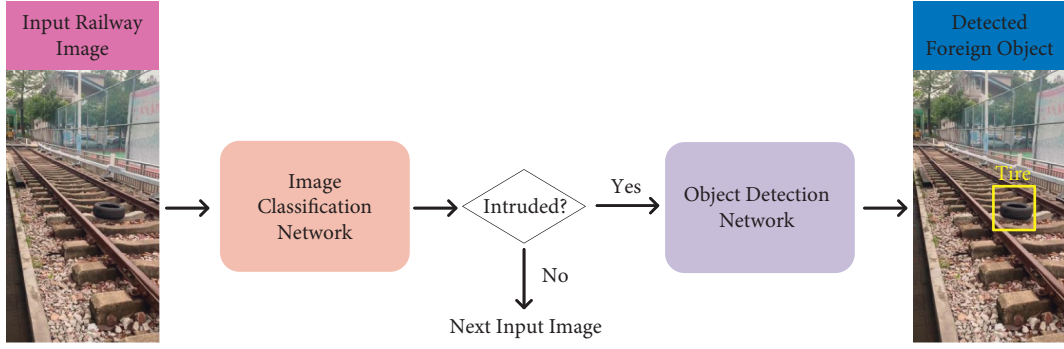 Input Railway
Image
Image
Classification
Network
Intruded?
Yes
No
Next Input Image
Object Detection
Network
Detected
Foreign Object
Tire